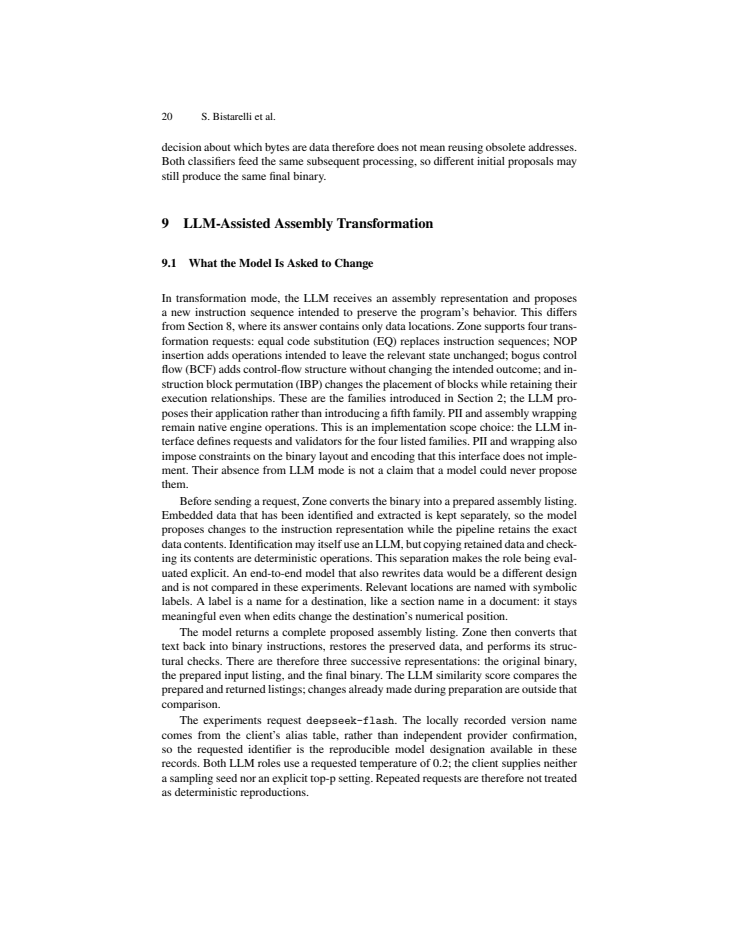 20 S. Bistarelli et al.
decision about which bytes are data therefore does not mean reusing obsolete addresses.
Both classifiers feed the same subsequent processing, so different initial proposals may
still produce the same final binary.
9 LLM-Assisted Assembly Transformation
9.1 What the Model Is Asked to Change
In transformation mode, the LLM receives an assembly representation and proposes
a new instruction sequence intended to preserve the program's behavior. This differs
from Section 8, where its answer contains only data locations. Zone supports four trans-
formation requests: equal code substitution (EQ) replaces instruction sequences; NOP
insertion adds operations intended to leave the relevant state unchanged; bogus control
flow (BCF) adds control-flow structure without changing the intended outcome; and in-
struction block permutation (IBP) changes the placement of blocks while retaining their
execution relationships. These are the families introduced in Section 2; the LLM pro-
poses their application rather than introducing a fifth family. PII and assembly wrapping
remain native engine operations. This is an implementation scope choice: the LLM in-
terface defines requests and validators for the four listed families. PII and wrapping also
impose constraints on the binary layout and encoding that this interface does not imple-
ment. Their absence from LLM mode is not a claim that a model could never propose
them.
Before sending a request, Zone converts the binary into a prepared assembly listing.
Embedded data that has been identified and extracted is kept separately, so the model
proposes changes to the instruction representation while the pipeline retains the exact
data contents. Identification may itself use an LLM, but copying retained data and check-
ing its contents are deterministic operations. This separation makes the role being eval-
uated explicit. An end-to-end model that also rewrites data would be a different design
and is not compared in these experiments. Relevant locations are named with symbolic
labels. A label is a name for a destination, like a section name in a document: it stays
meaningful even when edits change the destination's numerical position.
The model returns a complete proposed assembly listing. Zone then converts that
text back into binary instructions, restores the preserved data, and performs its struc-
tural checks. There are therefore three successive representations: the original binary,
the prepared input listing, and the final binary. The LLM similarity score compares the
prepared and returned listings; changes already made during preparation are outside that
comparison.
The experiments request deepseek-flash. The locally recorded version name
comes from the client's alias table, rather than independent provider confirmation,
so the requested identifier is the reproducible model designation available in these
records. Both LLM roles use a requested temperature of 0.2; the client supplies neither
a sampling seed nor an explicit top-p setting. Repeated requests are therefore not treated
as deterministic reproductions.